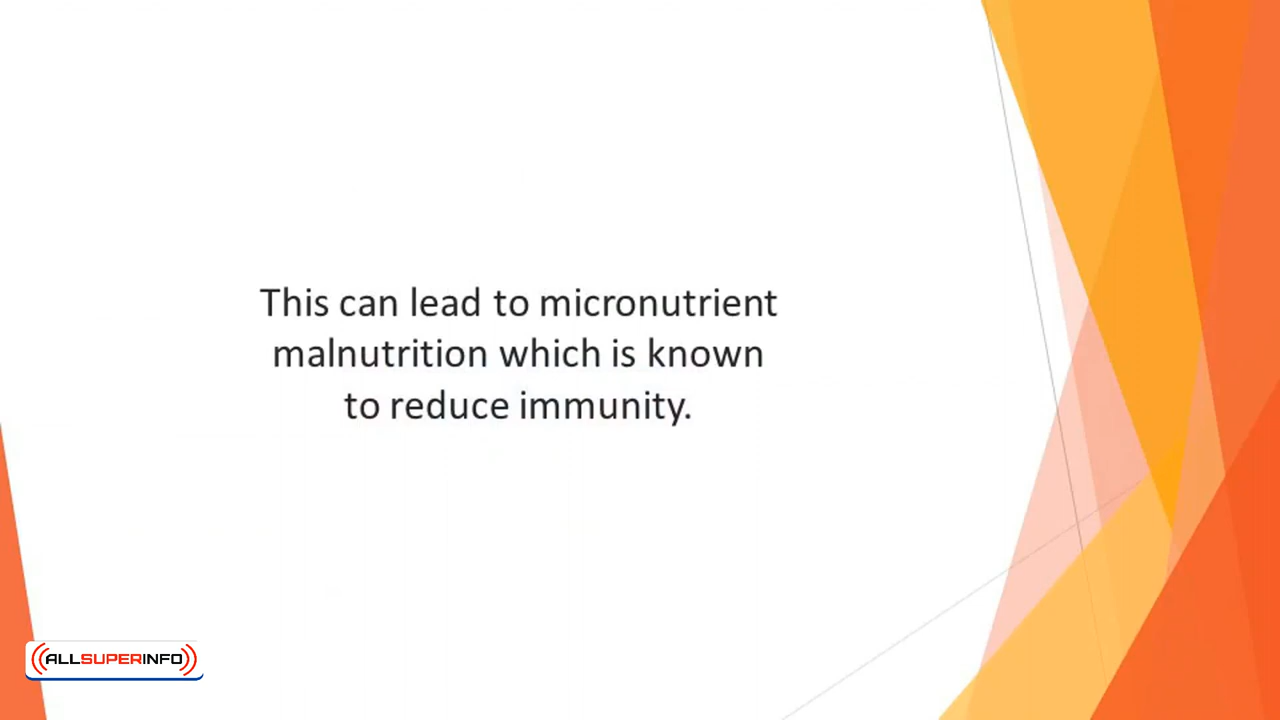 This can lead to micronutrient
malnutrition which is known
to reduce immunity.
ALLSUPERINFO